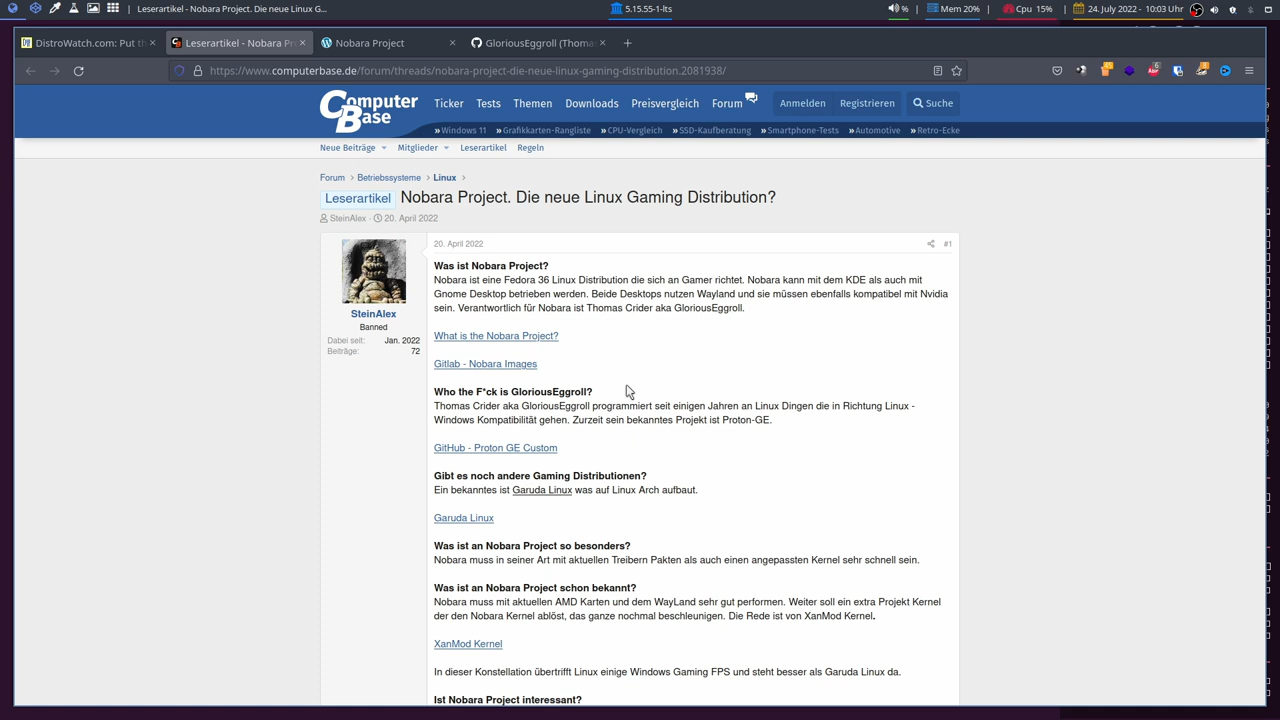 Leserartikel - Nobara Project. Die neue Linux G...
5.15.55-1-lts
%
Mem 20%
Cpu 15%
24.July 2022 - 10:03 Uhr
DistroWatch.com: Put th
Leserartikel - Nobara Pr
Nobara Project
GloriousEggroll (Thoma
https://www.computerbase.de/forum/threads/nobara-project-die-neue-linux-gaming-distribution.2081938/
ComputerBase
Ticker
Tests
Themen
Downloads
Preisvergleich
Forum
Anmelden
Registrieren
Suche
Windows 11
Grafikkarten-Rangliste
CPU-Vergleich
SSD-Kaufberatung
Smartphone-Tests
Automotive
Retro-Ecke
Neue Beiträge
Mitglieder
Leserartikel
Regeln
Forum
Betriebssysteme
Linux
Leserartikel Nobara Project. Die neue Linux Gaming Distribution?
SteinAlex · 20. April 2022
20. April 2022
#1
SteinAlex
Banned
Dabei seit: Jan. 2022
Beiträge: 72
Was ist Nobara Project?
Nobara ist eine Fedora 36 Linux Distribution die sich an Gamer richtet. Nobara kann mit dem KDE als auch mit
Gnome Desktop betrieben werden. Beide Desktops nutzen Wayland und sie müssen ebenfalls kompatibel mit Nvidia
sein. Verantwortlich für Nobara ist Thomas Crider aka GloriousEggroll.
What is the Nobara Project?
Gitlab - Nobara Images
Who the F*ck is GloriousEggroll?
Thomas Crider aka GloriousEggroll programmiert seit einigen Jahren an Linux Dingen die in Richtung Linux -
Windows Kompatibilität gehen. Zurzeit sein bekanntes Projekt ist Proton-GE.
GitHub - Proton GE Custom
Gibt es noch andere Gaming Distributionen?
Ein bekanntes ist Garuda Linux was auf Linux Arch aufbaut.
Garuda Linux
Was ist an Nobara Project so besonders?
Nobara muss in seiner Art mit aktuellen Treibern Pakten als auch einen angepassten Kernel sehr schnell sein.
Was ist an Nobara Project schon bekannt?
Nobara muss mit aktuellen AMD Karten und dem WayLand sehr gut performen. Weiter soll ein extra Projekt Kernel
der den Nobara Kernel ablöst, das ganze nochmal beschleunigen. Die Rede ist von XanMod Kernel.
XanMod Kernel
In dieser Konstellation übertrifft Linux einige Windows Gaming FPS und steht besser als Garuda Linux da.
Ist Nobara Project interessant?